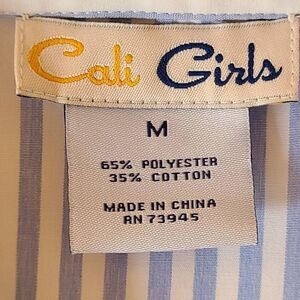 Cali Girls
M
65% POLYESTER
35% COTTON
MADE IN CHINA
RN 73945